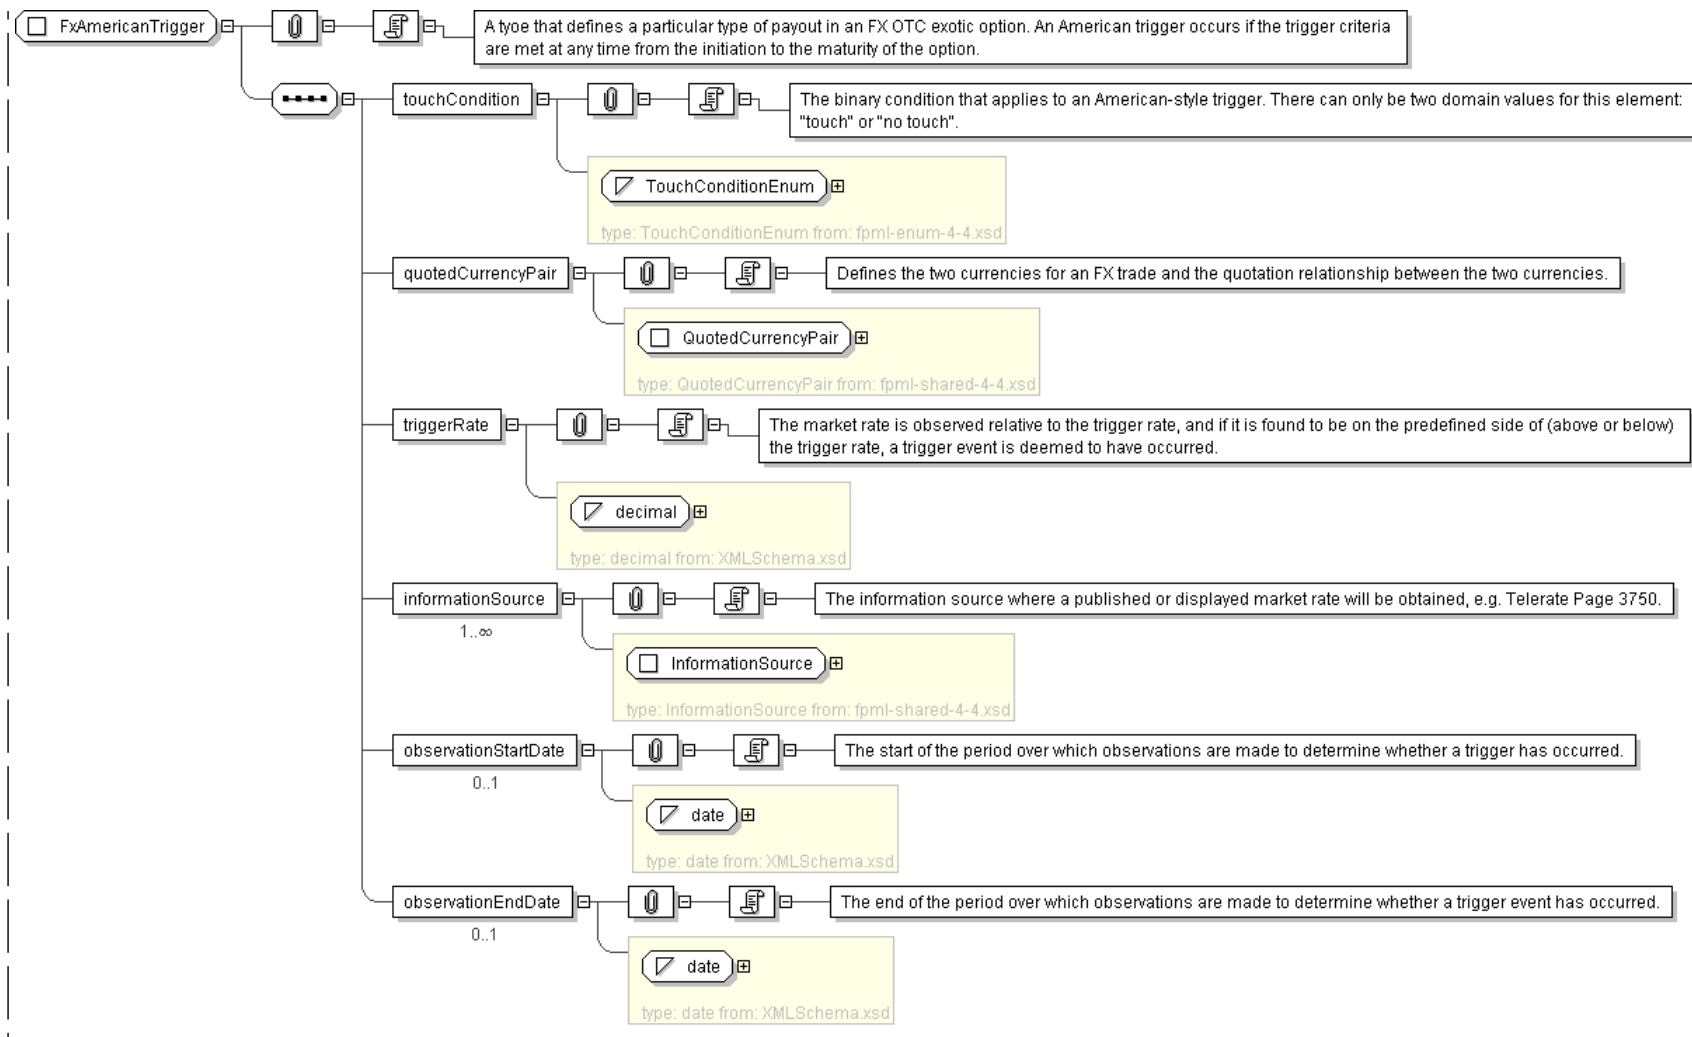 FxAmericanTrigger
A tyoe that defines a particular type of payout in an FX OTC exotic option. An American trigger occurs if the trigger criteria
are met at any time from the initiation to the maturity of the option.
touchCondition
The binary condition that applies to an American-style trigger. There can only be two domain values for this element:
"touch" or "no touch".
TouchConditionEnum
type: TouchConditionEnum from: fpml-enum-4-4.xsd
quotedCurrencyPair
Defines the two currencies for an FX trade and the quotation relationship between the two currencies.
QuotedCurrencyPair
type: QuotedCurrencyPair from: fpml-shared-4-4.xsd
triggerRate
The market rate is observed relative to the trigger rate, and if it is found to be on the predefined side of (above or below)
the trigger rate, a trigger event is deemed to have occurred.
decimal
type: decimal from: XMLSchema.xsd
informationSource
The information source where a published or displayed market rate will be obtained, e.g. Telerate Page 3750.
1..∞
InformationSource
type: InformationSource from: fpml-shared-4-4.xsd
observationStartDate
The start of the period over which observations are made to determine whether a trigger has occurred.
0..1
date
type: date from: XMLSchema.xsd
observationEndDate
The end of the period over which observations are made to determine whether a trigger event has occurred.
0..1
date
type: date from: XMLSchema.xsd